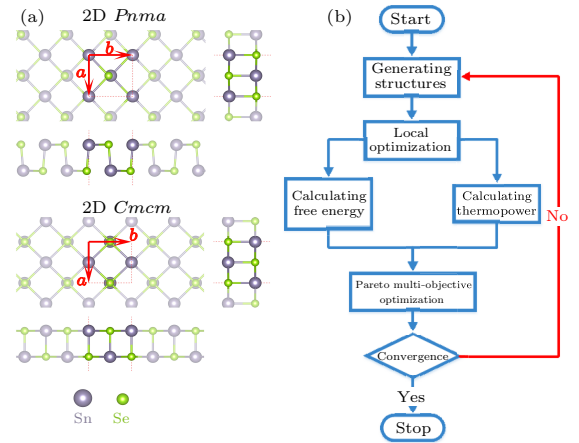 (a)
2D Pnma
b
a
2D Cmcm
b
a
Sn
Se
(b)
Start
Generating
structures
Local
optimization
Calculating
free energy
Calculating
thermopower
No
Pareto multi-objective
optimization
Convergence
Yes
Stop